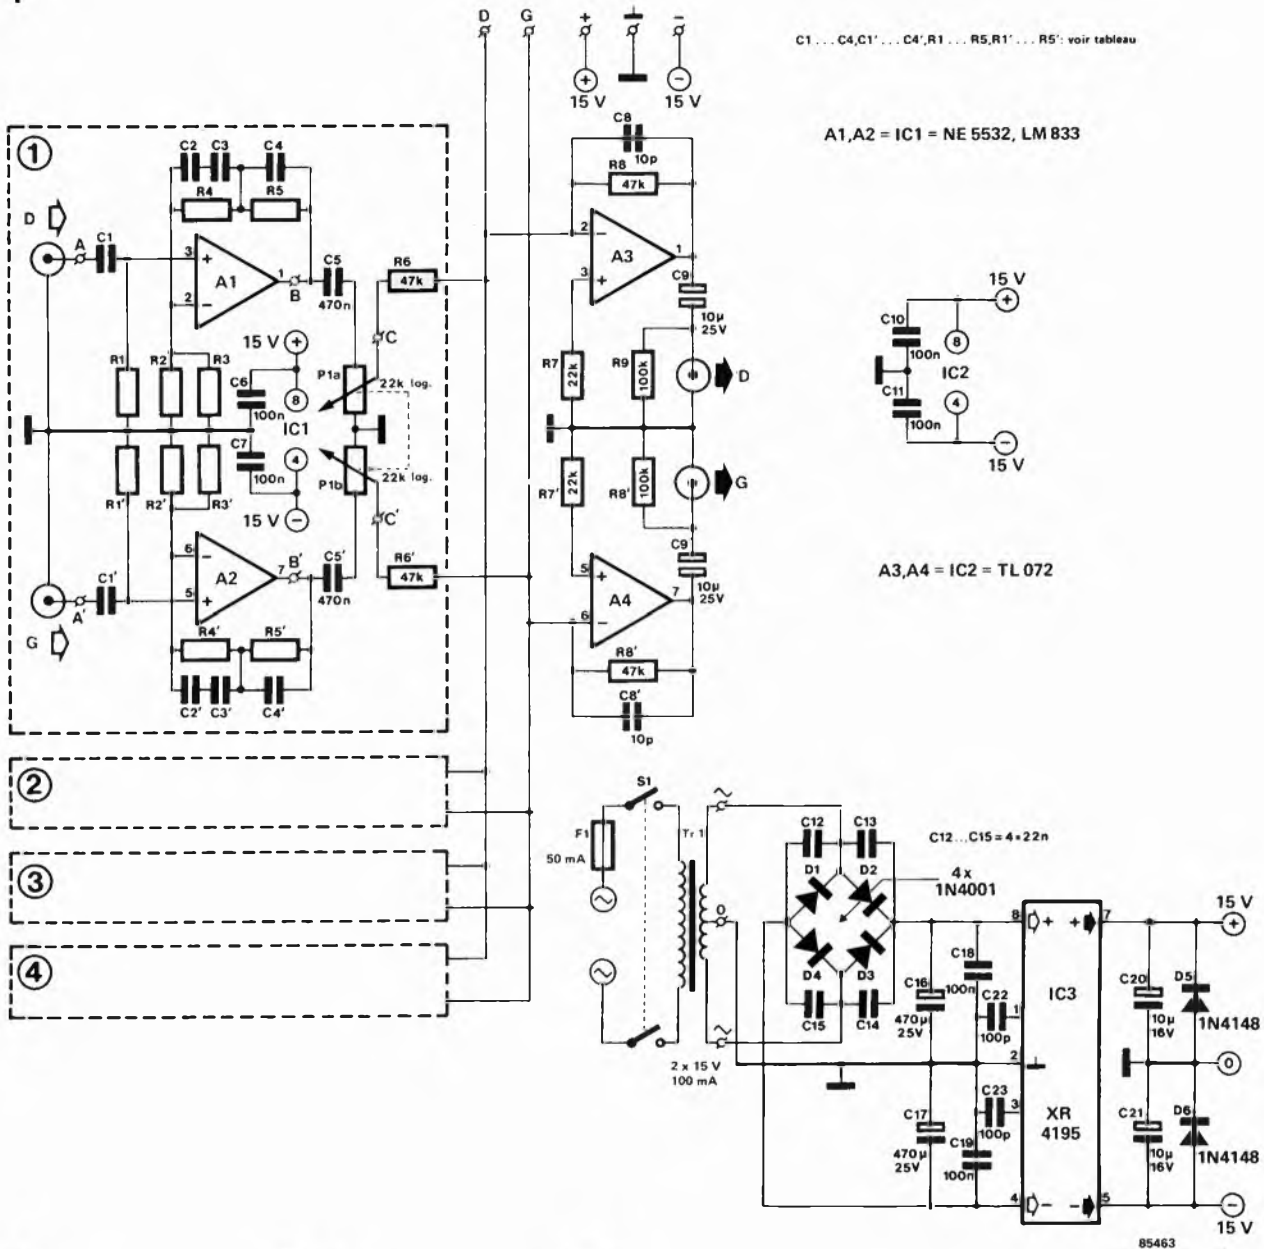 D G + ⏚ −
15 V 15 V
C1 ... C4,C1' ... C4',R1 ... R5,R1' ... R5': voir tableau
A1,A2 = IC1 = NE 5532, LM 833
1
C2 C3 C4
R4 R5
D
A C1
3 + A1 1 B
2 −
C5
470n
R6
47k
C
15 V +
8
IC1
4
15 V −
R1 R2' R3
C6
100n
C7
100n
P1a
22k log.
P1b
22k log.
C'
R1' R2' R3'
6 − A2 7 B'
5 +
C5'
470n
R6'
47k
C1'
A'
G
R4' R5'
C2' C3' C4'
C8
10p
R8
47k
2 − A3 1
3 +
C9
10µ
25V
R7
22k
R9
100k
D
R7'
22k
R8'
100k
G
C9'
10µ
25V
5 + A4 7
6 −
R8'
47k
C8'
10p
15 V
+
C10
100n
8
IC2
C11
100n
4
−
15 V
A3,A4 = IC2 = TL 072
2
3
4
S1
F1
50 mA
Tr 1
~
0
~
2 x 15 V
100 mA
C12 C13
C12...C15 = 4×22n
D1 D2
4x
1N4001
D4 D3
C15 C14
C16
470µ
25V
C18
100n
C22
100p
C17
470µ
25V
C23
100p
C19
100n
8 + + 7
IC3
1
2
3
XR
4195
4 − − 5
C20
10µ
16V
D5
1N4148
C21
10µ
16V
D6
1N4148
15 V
+
0
−
15 V
85463